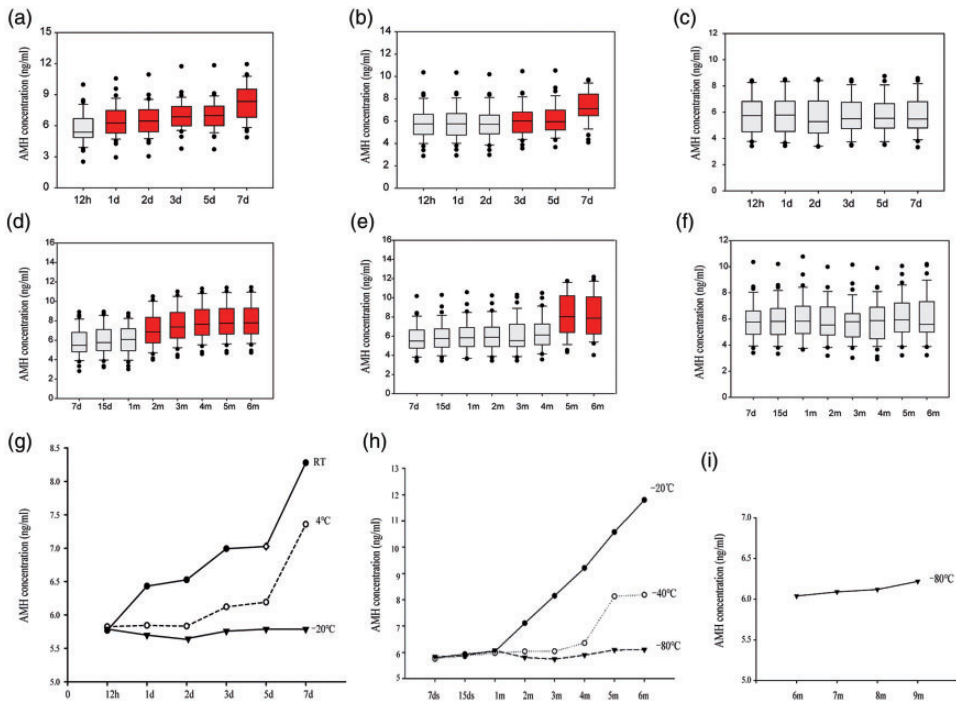 (a)
AMH concentration (ng/ml)
15
12
9
6
3
0
12h 1d 2d 3d 5d 7d
(b)
AMH concentration (ng/ml)
14
12
10
8
6
4
2
0
12h 1d 2d 3d 5d 7d
(c)
AMH concentration (ng/ml)
12
10
8
6
4
2
0
12h 1d 2d 3d 5d 7d
(d)
AMH concentration (ng/ml)
16
14
12
10
8
6
4
2
0
7d 15d 1m 2m 3m 4m 5m 6m
(e)
AMH concentration (ng/ml)
16
14
12
10
8
6
4
2
0
7d 15d 1m 2m 3m 4m 5m 6m
(f)
AMH concentration (ng/ml)
12
10
8
6
4
2
0
7d 15d 1m 2m 3m 4m 5m 6m
(g)
AMH concentration (ng/ml)
8.5
8.0
7.5
7.0
6.5
6.0
5.5
5.0
RT
4℃
−20℃
0 12h 1d 2d 3d 5d 7d
(h)
AMH concentration (ng/ml)
13
12
11
10
9
8
7
6
5
−20℃
−40℃
−80℃
7ds 15ds 1m 2m 3m 4m 5m 6m
(i)
AMH concentration (ng/ml)
7.0
6.5
6.0
5.5
5.0
−80℃
6m 7m 8m 9m